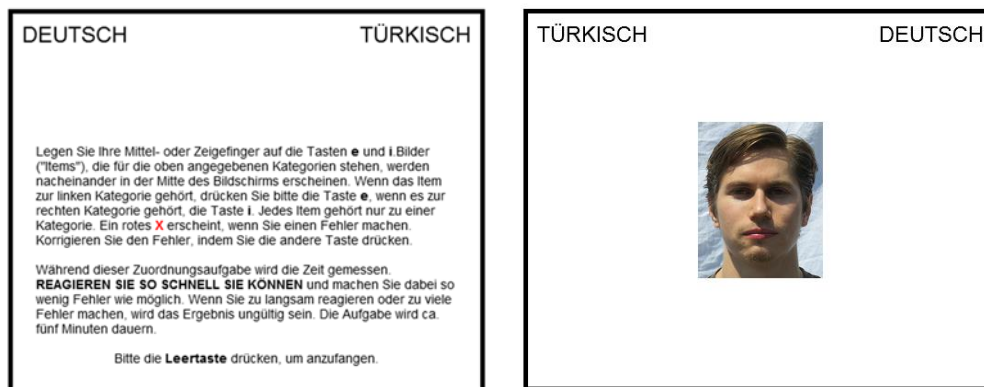 DEUTSCH TÜRKISCH
Legen Sie Ihre Mittel- oder Zeigefinger auf die Tasten e und i.Bilder
("Items"), die für die oben angegebenen Kategorien stehen, werden
nacheinander in der Mitte des Bildschirms erscheinen. Wenn das Item
zur linken Kategorie gehört, drücken Sie bitte die Taste e, wenn es zur
rechten Kategorie gehört, die Taste i. Jedes Item gehört nur zu einer
Kategorie. Ein rotes X erscheint, wenn Sie einen Fehler machen.
Korrigieren Sie den Fehler, indem Sie die andere Taste drücken.
Während dieser Zuordnungsaufgabe wird die Zeit gemessen.
REAGIEREN SIE SO SCHNELL SIE KÖNNEN und machen Sie dabei so
wenig Fehler wie möglich. Wenn Sie zu langsam reagieren oder zu viele
Fehler machen, wird das Ergebnis ungültig sein. Die Aufgabe wird ca.
fünf Minuten dauern.
Bitte die Leertaste drücken, um anzufangen.
TÜRKISCH DEUTSCH